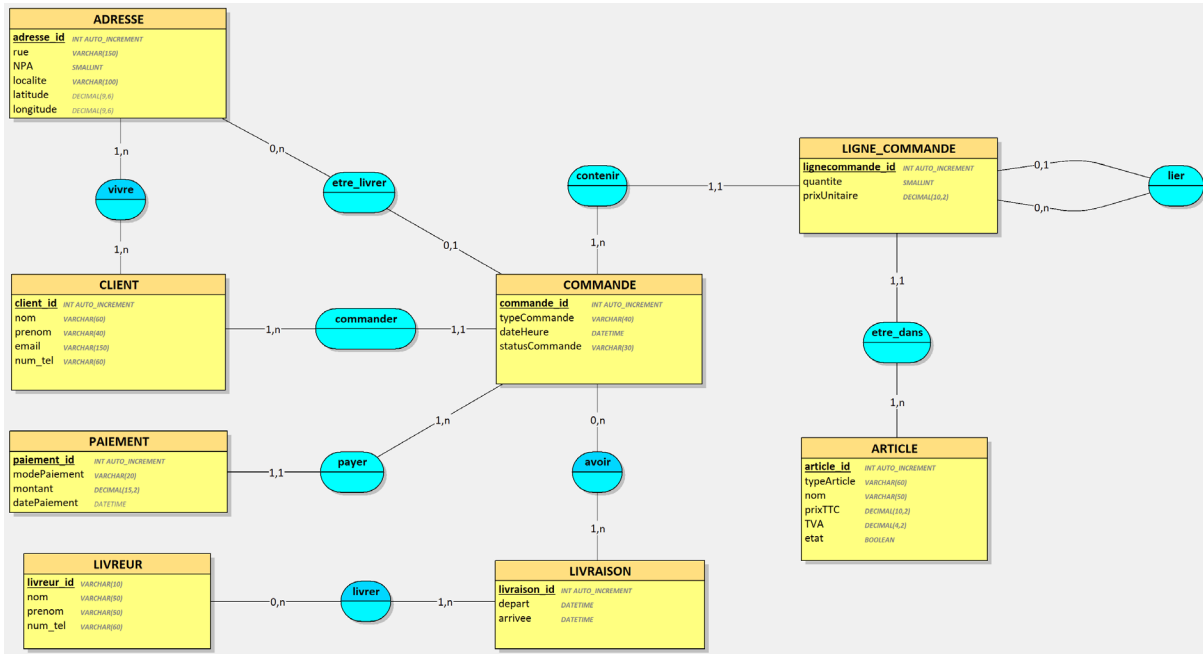 ADRESSE
adresse_id INT AUTO_INCREMENT
rue VARCHAR(150)
NPA SMALLINT
localite VARCHAR(100)
latitude DECIMAL(9,6)
longitude DECIMAL(9,6)
1,n
vivre
1,n
0,n
etre_livrer
0,1
CLIENT
client_id INT AUTO_INCREMENT
nom VARCHAR(60)
prenom VARCHAR(40)
email VARCHAR(150)
num_tel VARCHAR(60)
1,n
commander
1,1
COMMANDE
commande_id INT AUTO_INCREMENT
typeCommande VARCHAR(40)
dateHeure DATETIME
statusCommande VARCHAR(30)
1,n
contenir
1,1
LIGNE_COMMANDE
lignecommande_id INT AUTO_INCREMENT
quantite SMALLINT
prixUnitaire DECIMAL(10,2)
0,1
lier
0,n
1,1
etre_dans
1,n
ARTICLE
article_id INT AUTO_INCREMENT
typeArticle VARCHAR(60)
nom VARCHAR(50)
prixTTC DECIMAL(10,2)
TVA DECIMAL(4,2)
etat BOOLEAN
PAIEMENT
paiement_id INT AUTO_INCREMENT
modePaiement VARCHAR(20)
montant DECIMAL(15,2)
datePaiement DATETIME
1,1
payer
1,n
0,n
avoir
1,n
LIVREUR
livreur_id VARCHAR(10)
nom VARCHAR(50)
prenom VARCHAR(50)
num_tel VARCHAR(60)
0,n
livrer
1,n
LIVRAISON
livraison_id INT AUTO_INCREMENT
depart DATETIME
arrivee DATETIME